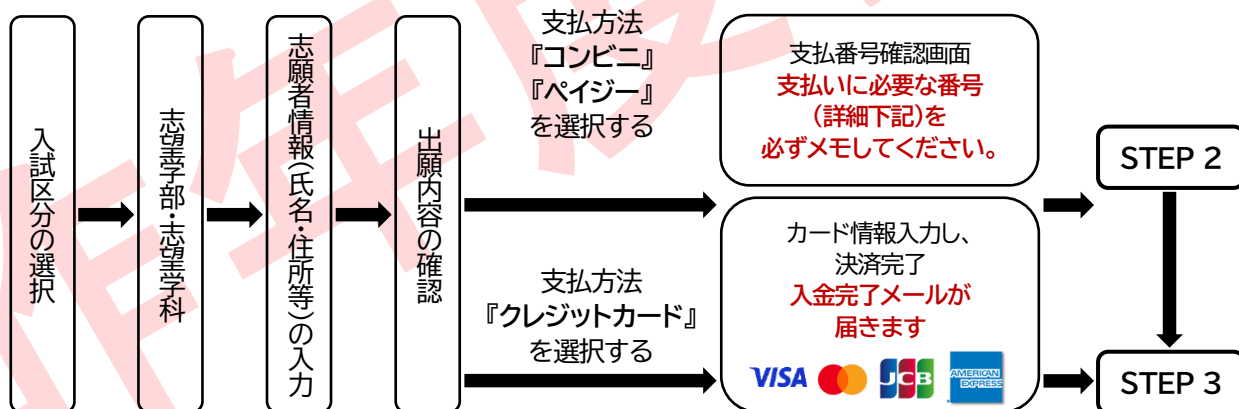 入試区分の選択
志望学部・志望学科
志願者情報(氏名・住所等)の入力
出願内容の確認
支払方法
『コンビニ』
『ペイジー』
を選択する
支払番号確認画面
支払いに必要な番号
(詳細下記)を
必ずメモしてください。
STEP 2
支払方法
『クレジットカード』
を選択する
カード情報入力し、
決済完了
入金完了メールが
届きます
VISA
JCB
AMERICAN
EXPRESS
STEP 3
昨年度